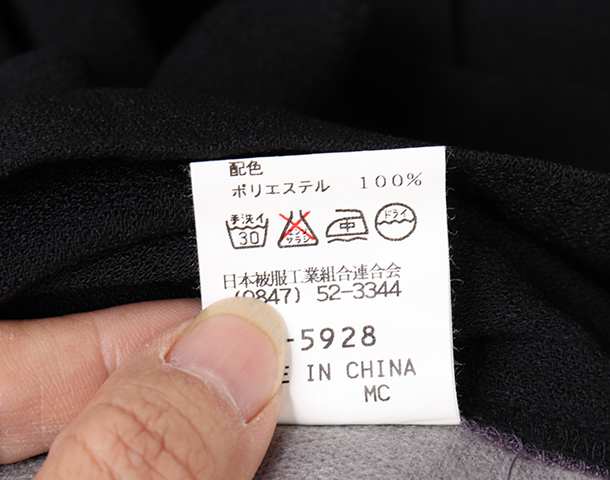 配色
ポリエステル 100%
手洗イ 30 エンソ サラシ 中 ドライ
日本被服工業組合連合会
(0847) 52-3344
-5928
IN CHINA
MC